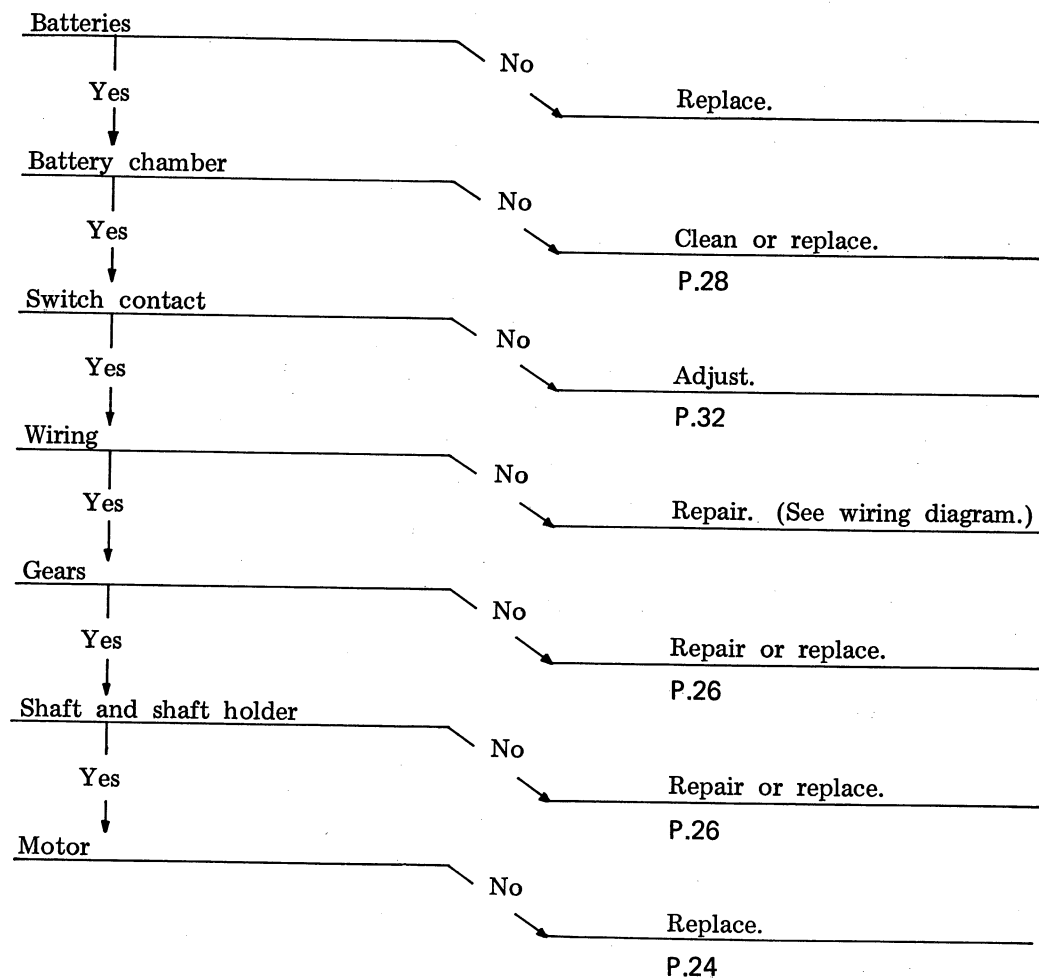 Batteries
No
Yes
Replace.
Battery chamber
No
Yes
Clean or replace.
P.28
Switch contact
No
Yes
Adjust.
P.32
Wiring
No
Yes
Repair. (See wiring diagram.)
Gears
No
Yes
Repair or replace.
P.26
Shaft and shaft holder
No
Yes
Repair or replace.
P.26
Motor
No
Replace.
P.24